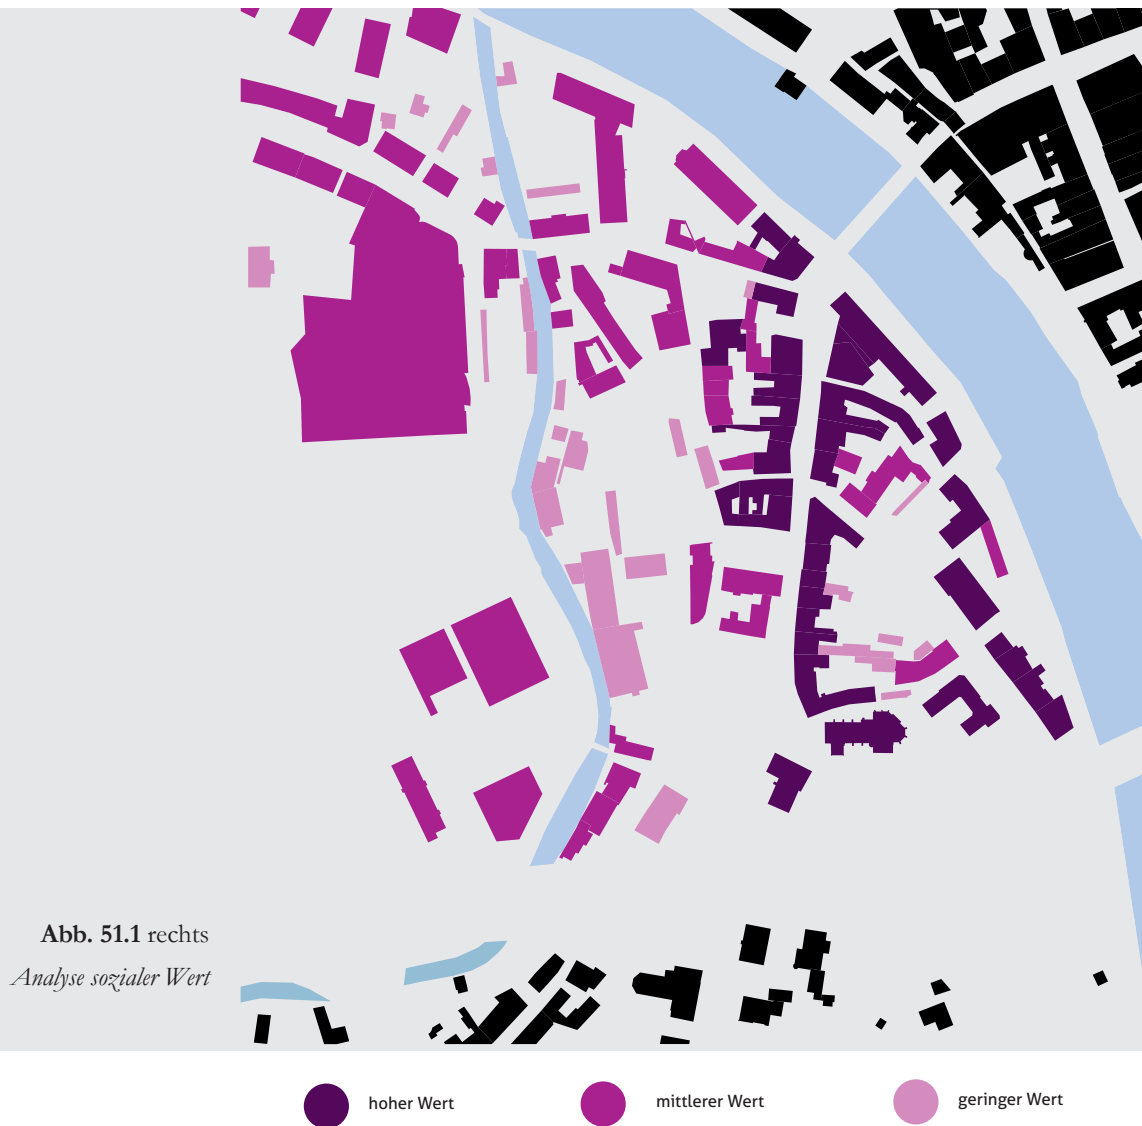 Abb. 51.1 rechts
Analyse sozialer Wert
hoher Wert
mittlerer Wert
geringer Wert